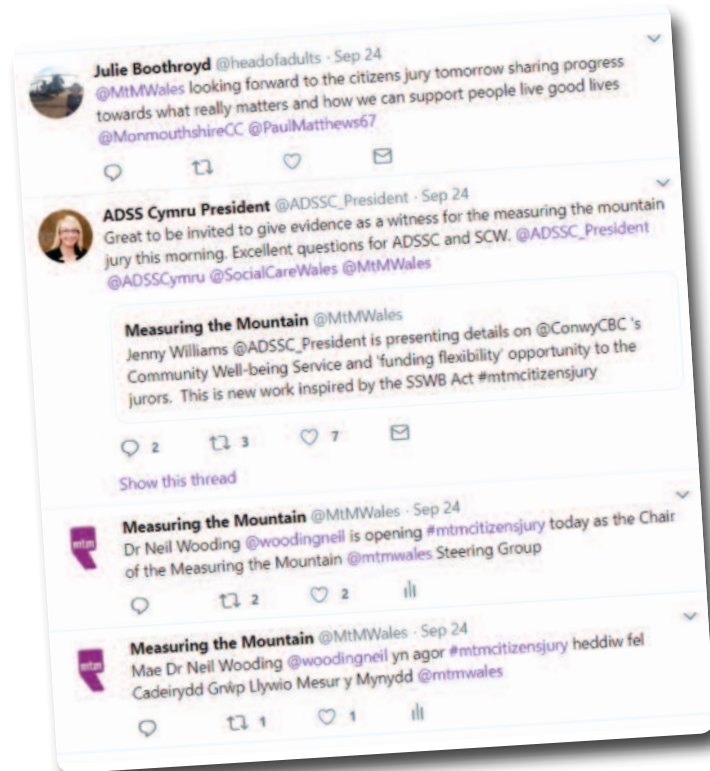 Julie Boothroyd @headofadults · Sep 24
@MtMWales looking forward to the citizens jury tomorrow sharing progress
towards what really matters and how we can support people live good lives
@MonmouthshireCC @PaulMatthews67
ADSS Cymru President @ADSSC_President · Sep 24
Great to be invited to give evidence as a witness for the measuring the mountain
jury this morning. Excellent questions for ADSSC and SCW. @ADSSC_President
@ADSSCymru @SocialCareWales @MtMWales
Measuring the Mountain @MtMWales
Jenny Williams @ADSSC_President is presenting details on @ConwyCBC 's
Community Well-being Service and 'funding flexibility' opportunity to the
jurors. This is new work inspired by the SSWB Act #mtmcitizensjury
2 3 7
Show this thread
mtm
Measuring the Mountain @MtMWales · Sep 24
Dr Neil Wooding @woodingneil is opening #mtmcitizensjury today as the Chair
of the Measuring the Mountain @mtmwales Steering Group
2 2
mtm
Measuring the Mountain @MtMWales · Sep 24
Mae Dr Neil Wooding @woodingneil yn agor #mtmcitizensjury heddiw fel
Cadeirydd Grŵp Llywio Mesur y Mynydd @mtmwales
1 1